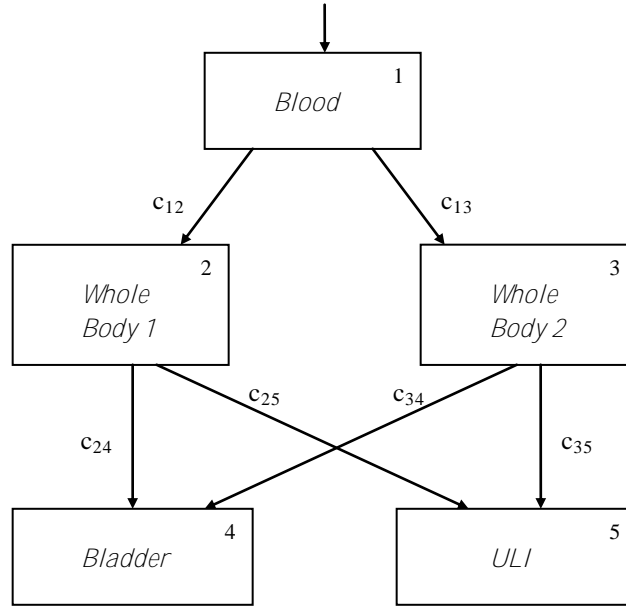 1
Blood
c12
c13
2
Whole
Body 1
3
Whole
Body 2
c24
c25
c34
c35
4
Bladder
5
ULI